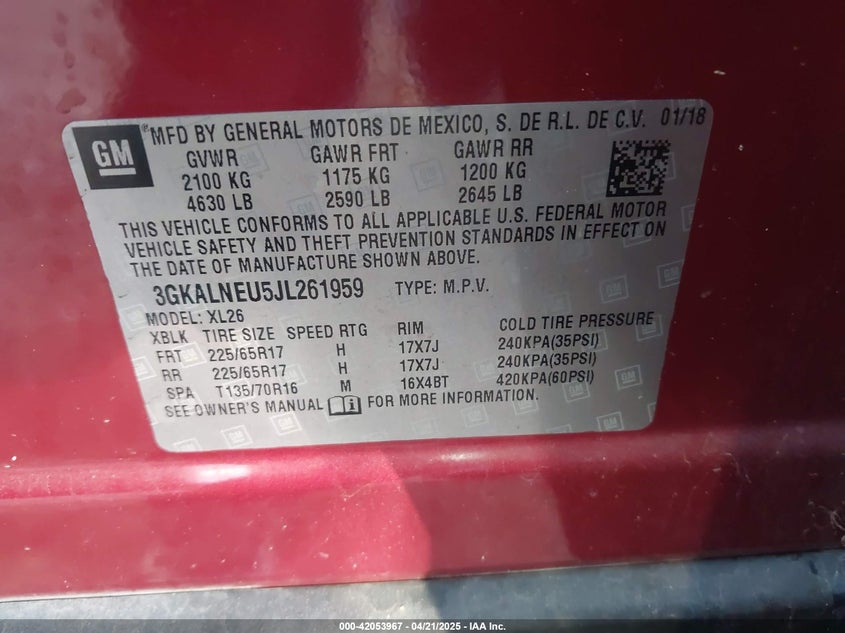 GM ® MFD BY GENERAL MOTORS DE MEXICO, S. DE R.L. DE C.V. 01/18
GVWR GAWR FRT GAWR RR
2100 KG 1175 KG 1200 KG
4630 LB 2590 LB 2645 LB
THIS VEHICLE CONFORMS TO ALL APPLICABLE U.S. FEDERAL MOTOR
VEHICLE SAFETY AND THEFT PREVENTION STANDARDS IN EFFECT ON
THE DATE OF MANUFACTURE SHOWN ABOVE.
3GKALNEU5JL261959 TYPE: M.P.V.
MODEL: XL26
XBLK TIRE SIZE SPEED RTG RIM COLD TIRE PRESSURE
FRT 225/65R17 H 17X7J 240KPA(35PSI)
RR 225/65R17 H 17X7J 240KPA(35PSI)
SPA T135/70R16 M 16X4BT 420KPA(60PSI)
SEE OWNER'S MANUAL i FOR MORE INFORMATION.
000-42053967 - 04/21/2025 - IAA Inc.